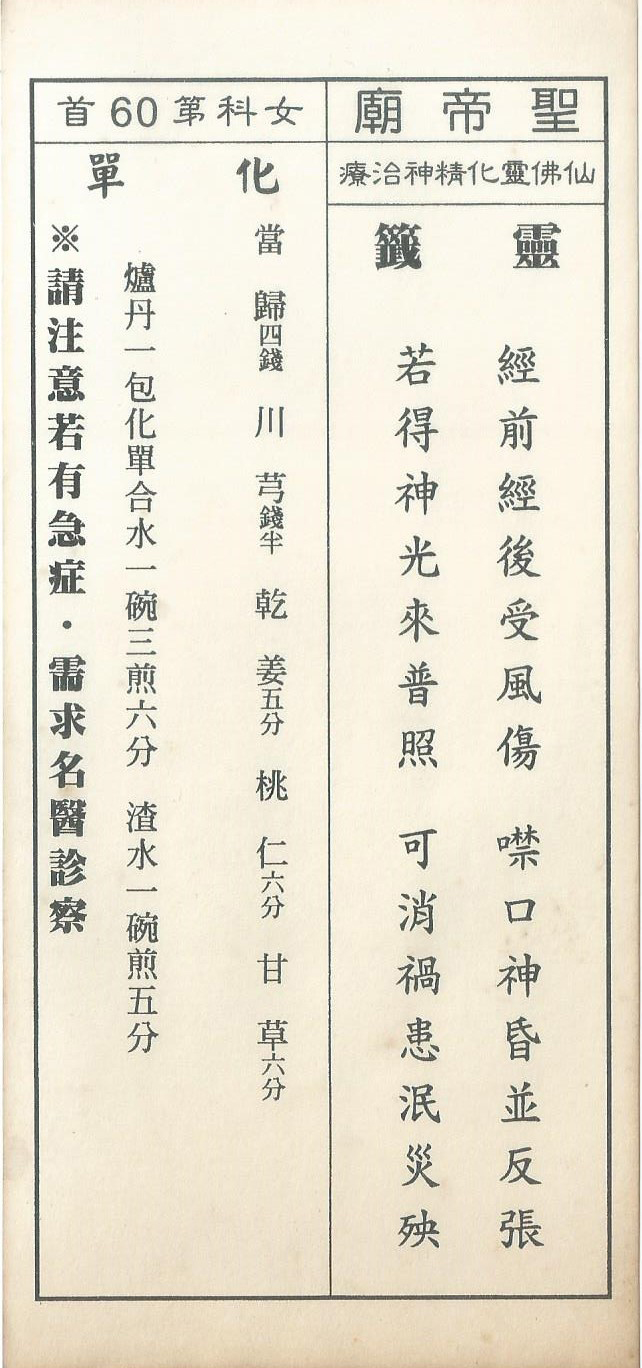 聖帝廟
仙佛靈化精神治療
靈籤
經前經後受風傷　噤口神昏並反張
若得神光來普照　可消禍患泯災殃
女科第60首
化單
當歸四錢　川芎錢半　乾姜五分　桃仁六分　甘草六分
爐丹一包化單合水一碗三煎六分　渣水一碗煎五分
※請注意若有急症・需求名醫診察